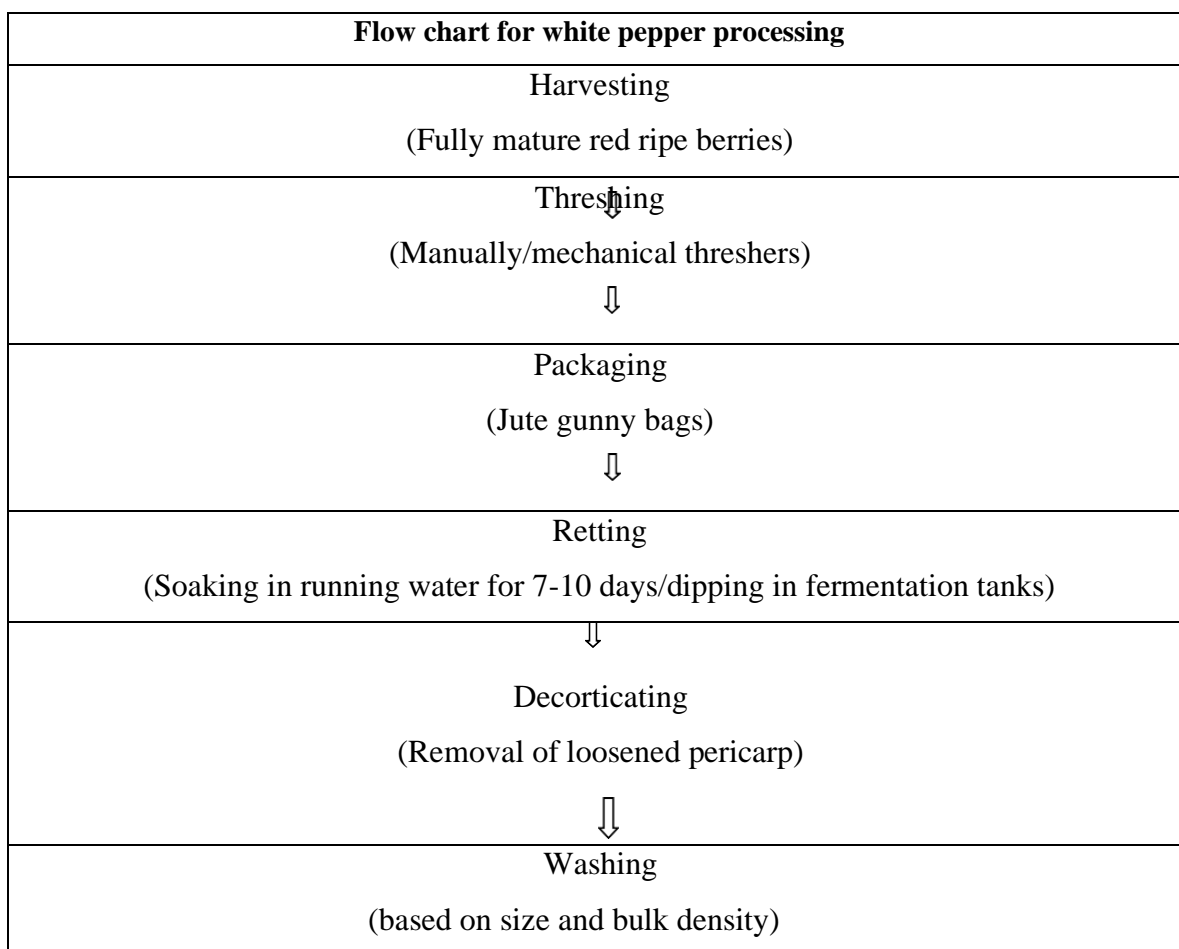 Flow chart for white pepper processing
Harvesting
(Fully mature red ripe berries)
Threshing
(Manually/mechanical threshers)
⇩
Packaging
(Jute gunny bags)
⇩
Retting
(Soaking in running water for 7-10 days/dipping in fermentation tanks)
⇩
Decorticating
(Removal of loosened pericarp)
⇩
Washing
(based on size and bulk density)